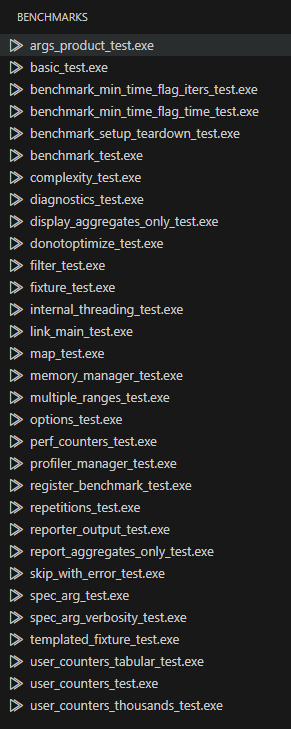 BENCHMARKS
args_product_test.exe
basic_test.exe
benchmark_min_time_flag_iters_test.exe
benchmark_min_time_flag_time_test.exe
benchmark_setup_teardown_test.exe
benchmark_test.exe
complexity_test.exe
diagnostics_test.exe
display_aggregates_only_test.exe
donotoptimize_test.exe
filter_test.exe
fixture_test.exe
internal_threading_test.exe
link_main_test.exe
map_test.exe
memory_manager_test.exe
multiple_ranges_test.exe
options_test.exe
perf_counters_test.exe
profiler_manager_test.exe
register_benchmark_test.exe
repetitions_test.exe
reporter_output_test.exe
report_aggregates_only_test.exe
skip_with_error_test.exe
spec_arg_test.exe
spec_arg_verbosity_test.exe
templated_fixture_test.exe
user_counters_tabular_test.exe
user_counters_test.exe
user_counters_thousands_test.exe